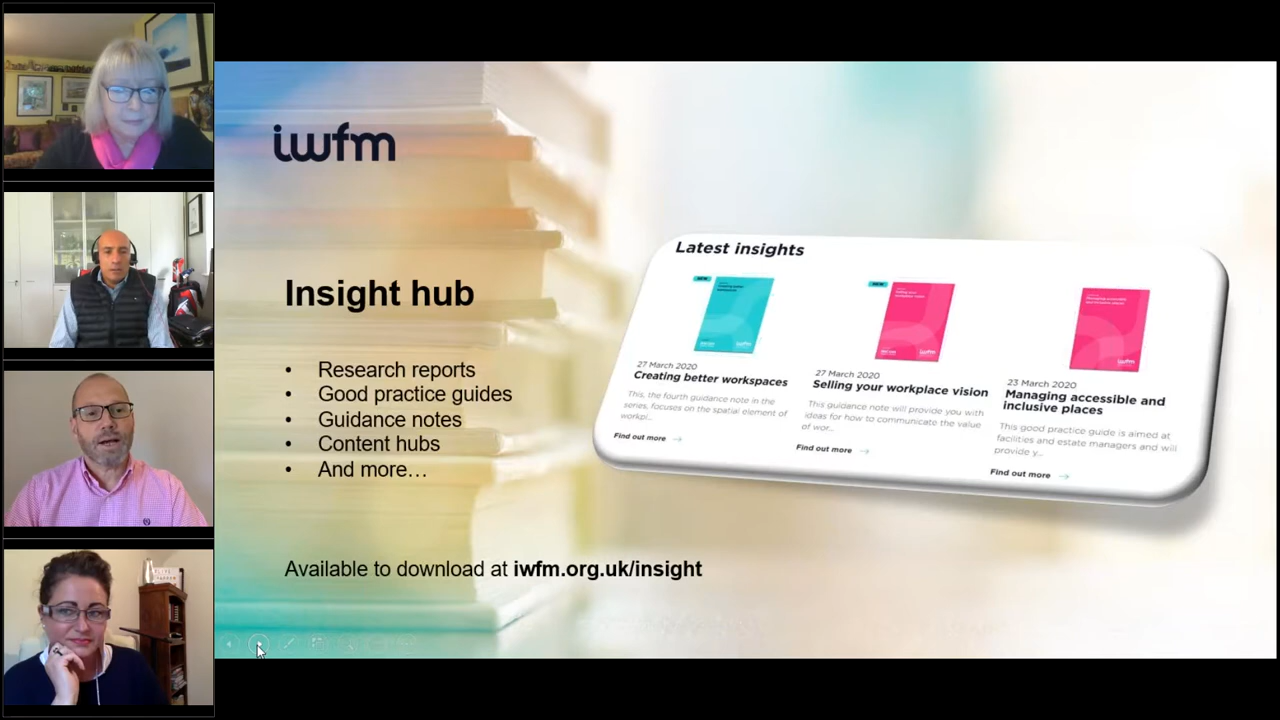 iwfm
Insight hub
• Research reports
• Good practice guides
• Guidance notes
• Content hubs
• And more…
Available to download at iwfm.org.uk/insight
Latest insights
27 March 2020
Creating better workspaces
This, the fourth guidance note in the
series, focuses on the spatial element of
workpl...
Find out more →
27 March 2020
Selling your workplace vision
This guidance note will provide you with
ideas for how to communicate the value
of wor...
Find out more →
23 March 2020
Managing accessible and
inclusive places
This good practice guide is aimed at
facilities and estate managers and will
provide y...
Find out more →